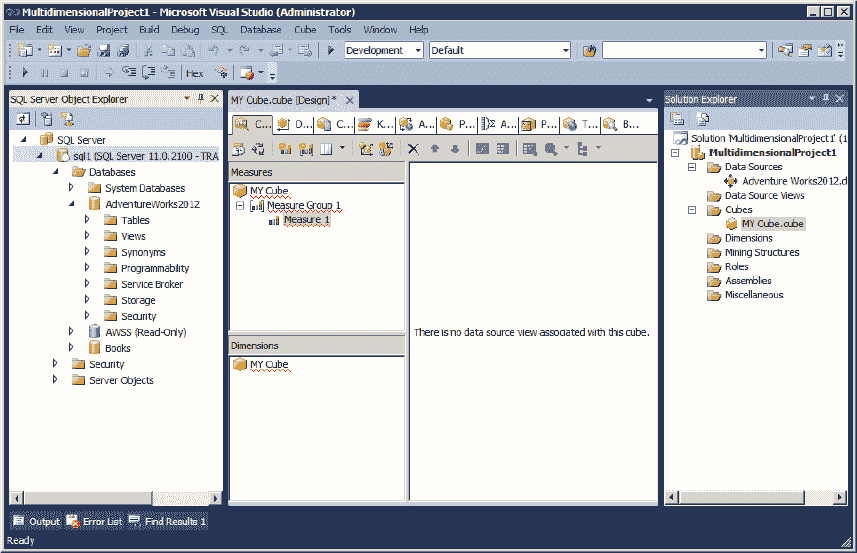 MultidimensionalProject1 - Microsoft Visual Studio (Administrator)
File Edit View Project Build Debug SQL Database Cube Tools Window Help
Development Default
Hex
SQL Server Object Explorer
SQL Server
sql1 (SQL Server 11.0.2100 - TRA
Databases
System Databases
AdventureWorks2012
Tables
Views
Synonyms
Programmability
Service Broker
Storage
Security
AWSS (Read-Only)
Books
Security
Server Objects
MY Cube.cube [Design]*
C... D... C... K... A... P... A... P... T... B...
Measures
MY Cube
Measure Group 1
Measure 1
Dimensions
MY Cube
There is no data source view associated with this cube.
Solution Explorer
Solution 'MultidimensionalProject1' (1
MultidimensionalProject1
Data Sources
Adventure Works2012.d
Data Source Views
Cubes
MY Cube.cube
Dimensions
Mining Structures
Roles
Assemblies
Miscellaneous
Output Error List Find Results 1
Ready